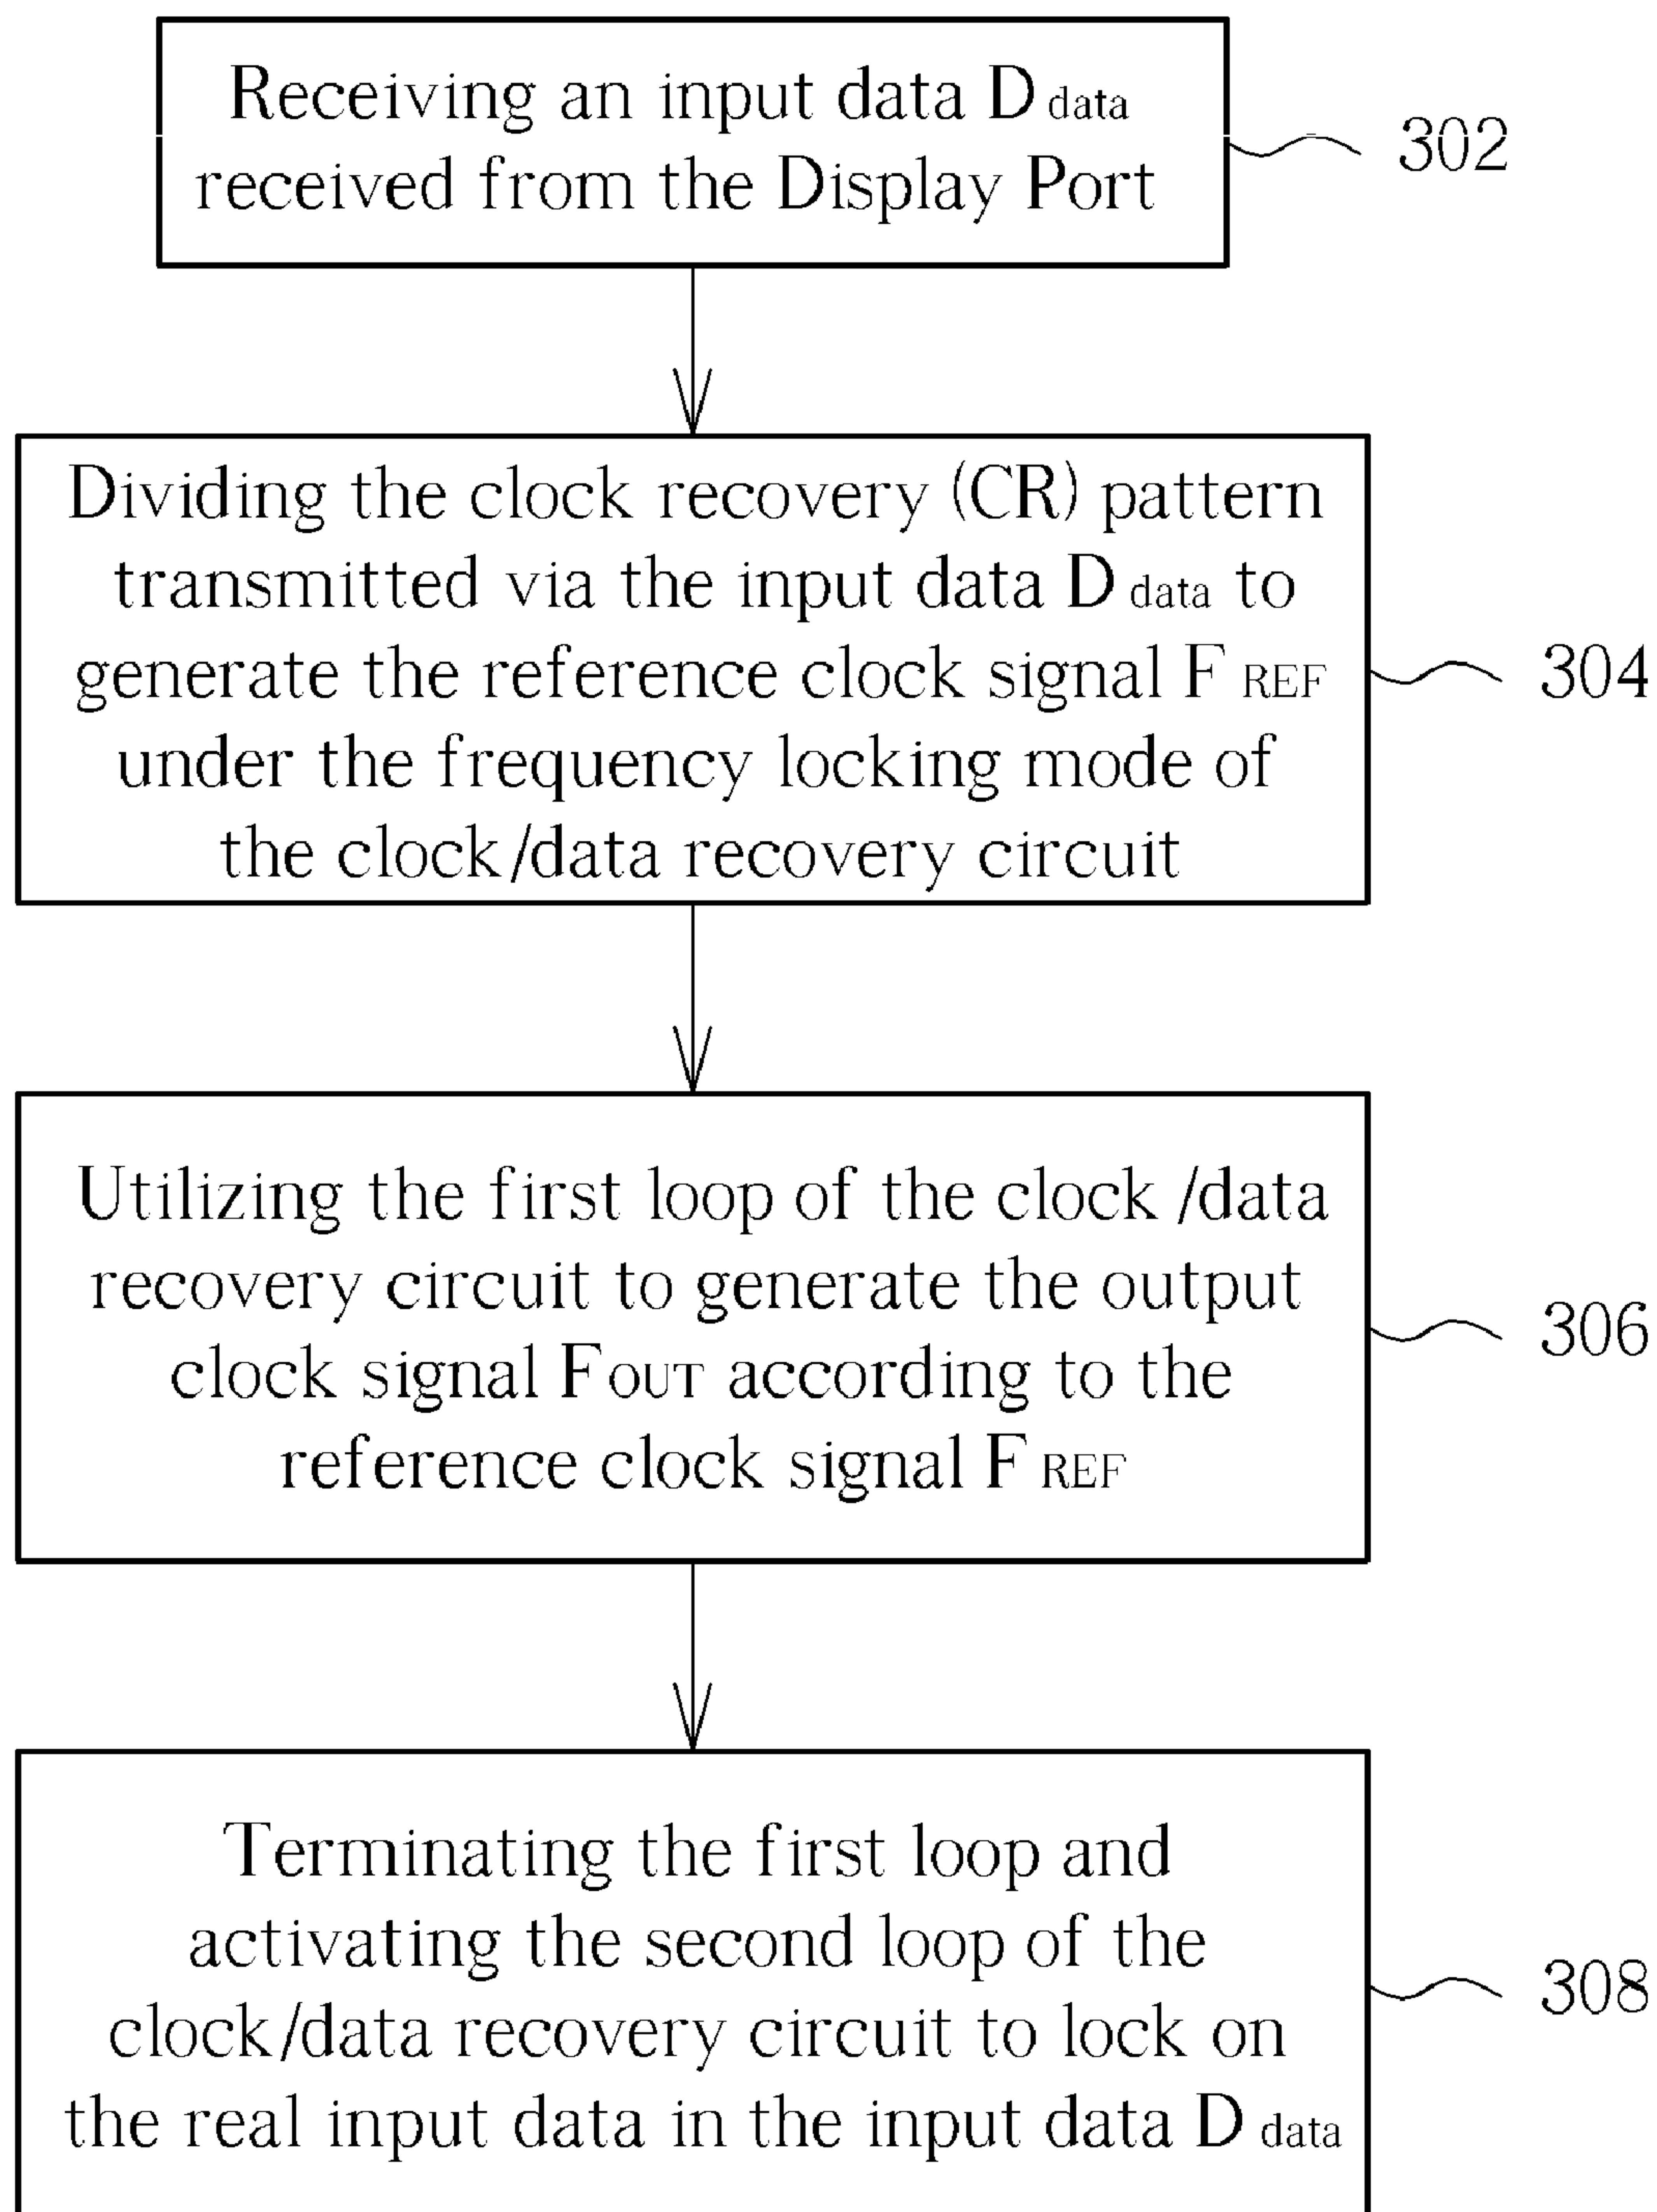 Receiving an input data D data
received from the Display Port
302
Dividing the clock recovery (CR) pattern
transmitted via the input data D data to
generate the reference clock signal F REF
under the frequency locking mode of
the clock/data recovery circuit
304
Utilizing the first loop of the clock /data
recovery circuit to generate the output
clock signal FOUT according to the
reference clock signal F REF
306
Terminating the first loop and
activating the second loop of the
clock/data recovery circuit to lock on
the real input data in the input data D data
308